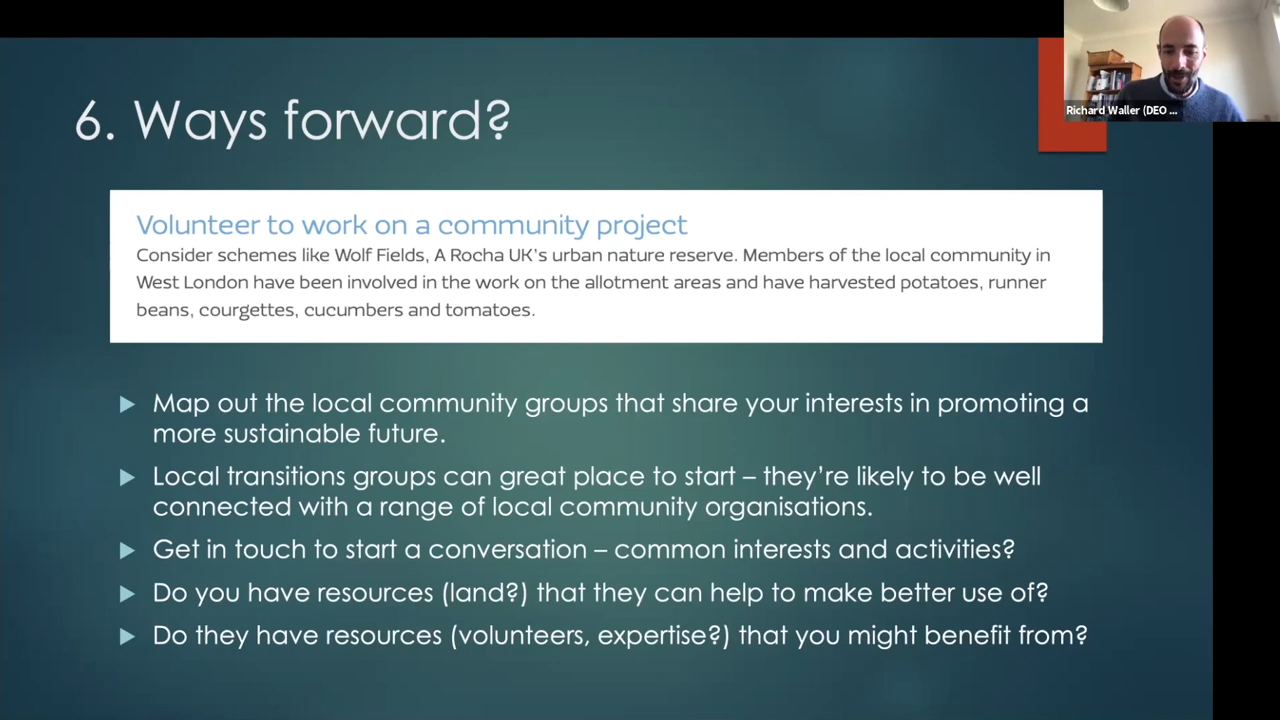 6. Ways forward?
Richard Waller (DEO ...
Volunteer to work on a community project
Consider schemes like Wolf Fields, A Rocha UK's urban nature reserve. Members of the local community in
West London have been involved in the work on the allotment areas and have harvested potatoes, runner
beans, courgettes, cucumbers and tomatoes.
Map out the local community groups that share your interests in promoting a
more sustainable future.
Local transitions groups can great place to start – they're likely to be well
connected with a range of local community organisations.
Get in touch to start a conversation – common interests and activities?
Do you have resources (land?) that they can help to make better use of?
Do they have resources (volunteers, expertise?) that you might benefit from?